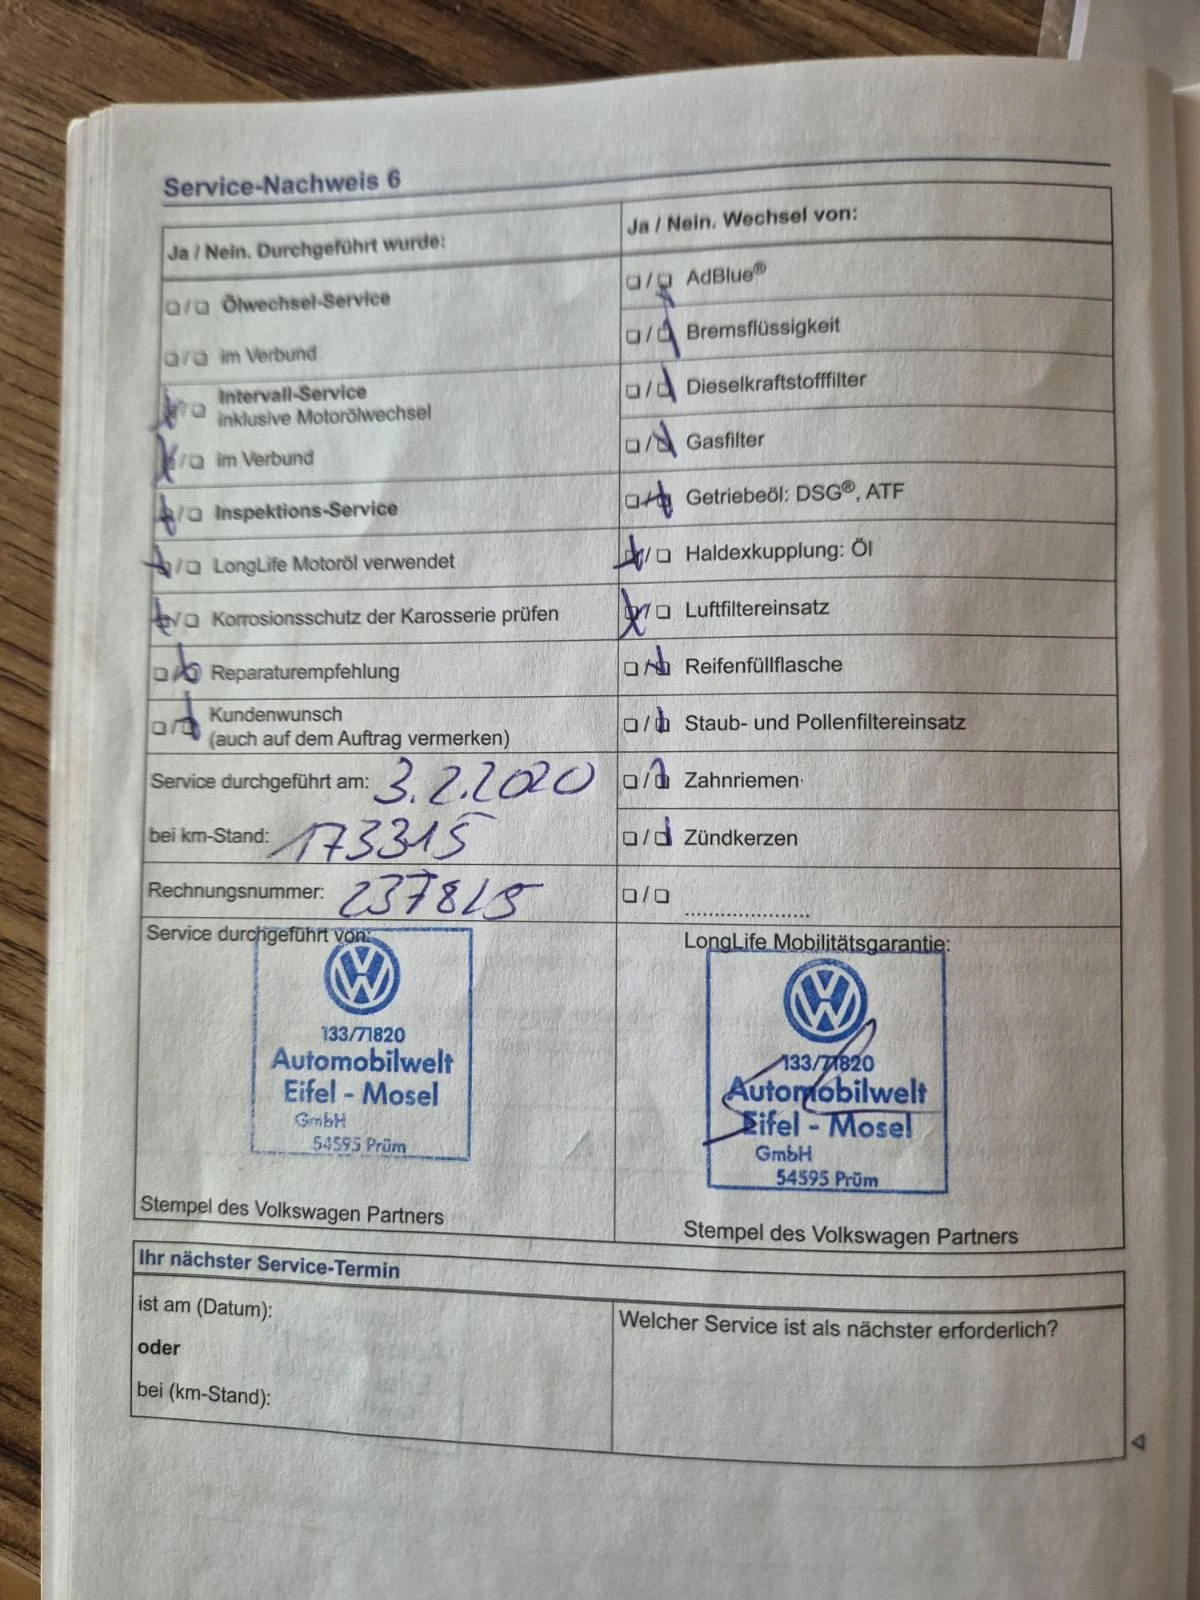 Service-Nachweis 6
Ja / Nein. Durchgeführt wurde:
❏ / ❏ Ölwechsel-Service
❏ / ❏ im Verbund
❏ / ❏ Intervall-Service
inklusive Motorölwechsel
❏ / ❏ im Verbund
❏ / ❏ Inspektions-Service
❏ / ❏ LongLife Motoröl verwendet
❏ / ❏ Korrosionsschutz der Karosserie prüfen
❏ / ❏ Reparaturempfehlung
❏ / ❏ Kundenwunsch
(auch auf dem Auftrag vermerken)
Service durchgeführt am: 3.2.2020
bei km-Stand: 173315
Rechnungsnummer: 237815
Service durchgeführt von:
133/71820
Automobilwelt
Eifel - Mosel
GmbH
54595 Prüm
Stempel des Volkswagen Partners
Ja / Nein. Wechsel von:
❏ / ❏ AdBlue®
❏ / ❏ Bremsflüssigkeit
❏ / ❏ Dieselkraftstofffilter
❏ / ❏ Gasfilter
❏ / ❏ Getriebeöl: DSG®, ATF
❏ / ❏ Haldexkupplung: Öl
❏ / ❏ Luftfiltereinsatz
❏ / ❏ Reifenfüllflasche
❏ / ❏ Staub- und Pollenfiltereinsatz
❏ / ❏ Zahnriemen
❏ / ❏ Zündkerzen
❏ / ❏ .....................
LongLife Mobilitätsgarantie:
133/71820
Automobilwelt
Eifel - Mosel
GmbH
54595 Prüm
Stempel des Volkswagen Partners
Ihr nächster Service-Termin
ist am (Datum):
oder
bei (km-Stand):
Welcher Service ist als nächster erforderlich?